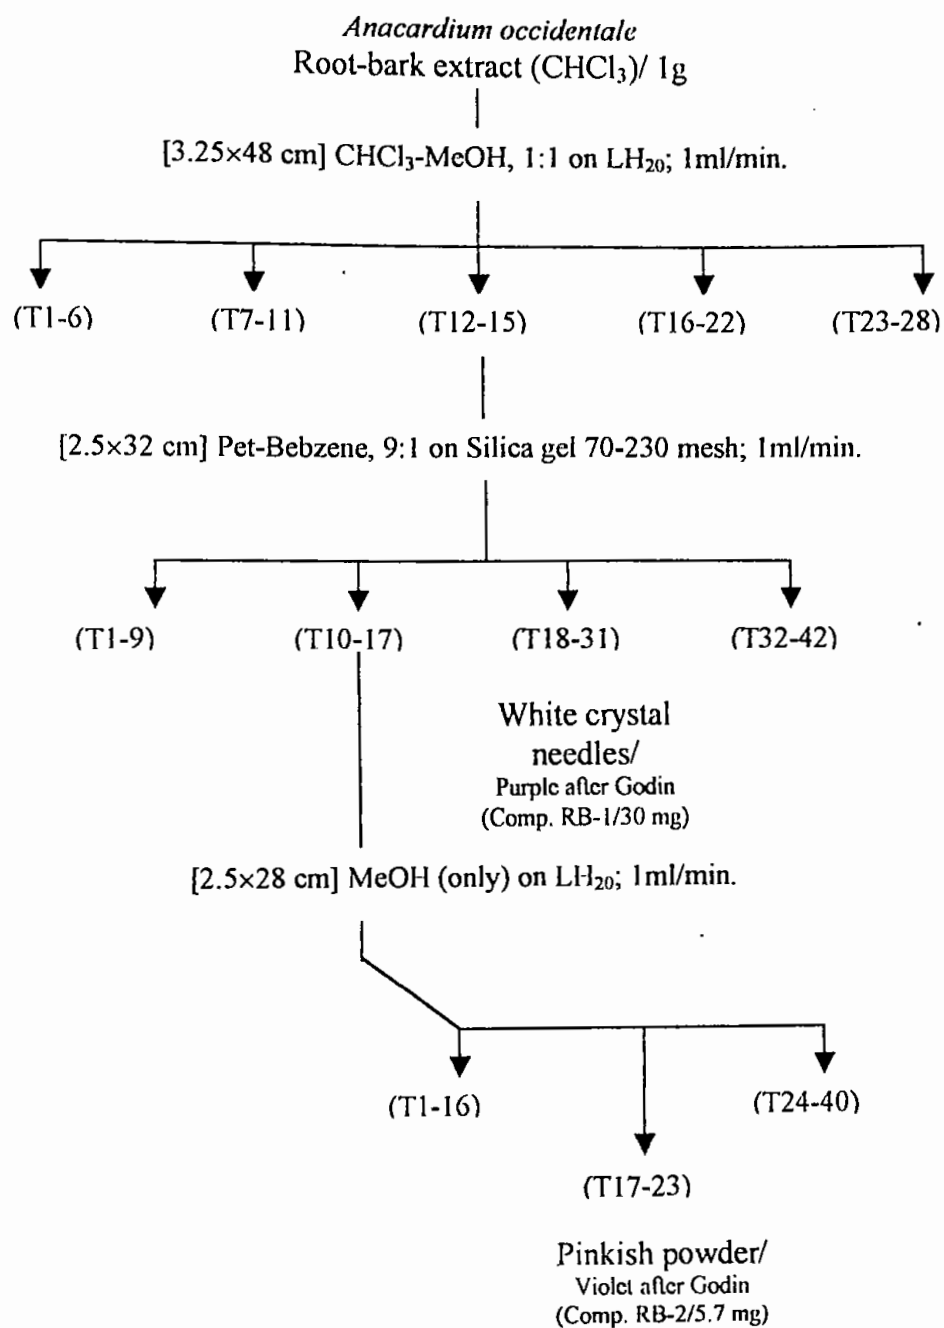 Anacardium occidentale
Root-bark extract (CHCl₃)/ 1g
[3.25×48 cm] CHCl₃-MeOH, 1:1 on LH₂₀; 1ml/min.
(T1-6) (T7-11) (T12-15) (T16-22) (T23-28)
[2.5×32 cm] Pet-Bebzene, 9:1 on Silica gel 70-230 mesh; 1ml/min.
(T1-9) (T10-17) (T18-31) (T32-42)
White crystal
needles/
Purple after Godin
(Comp. RB-1/30 mg)
[2.5×28 cm] MeOH (only) on LH₂₀; 1ml/min.
(T1-16) (T24-40)
(T17-23)
Pinkish powder/
Violet after Godin
(Comp. RB-2/5.7 mg)